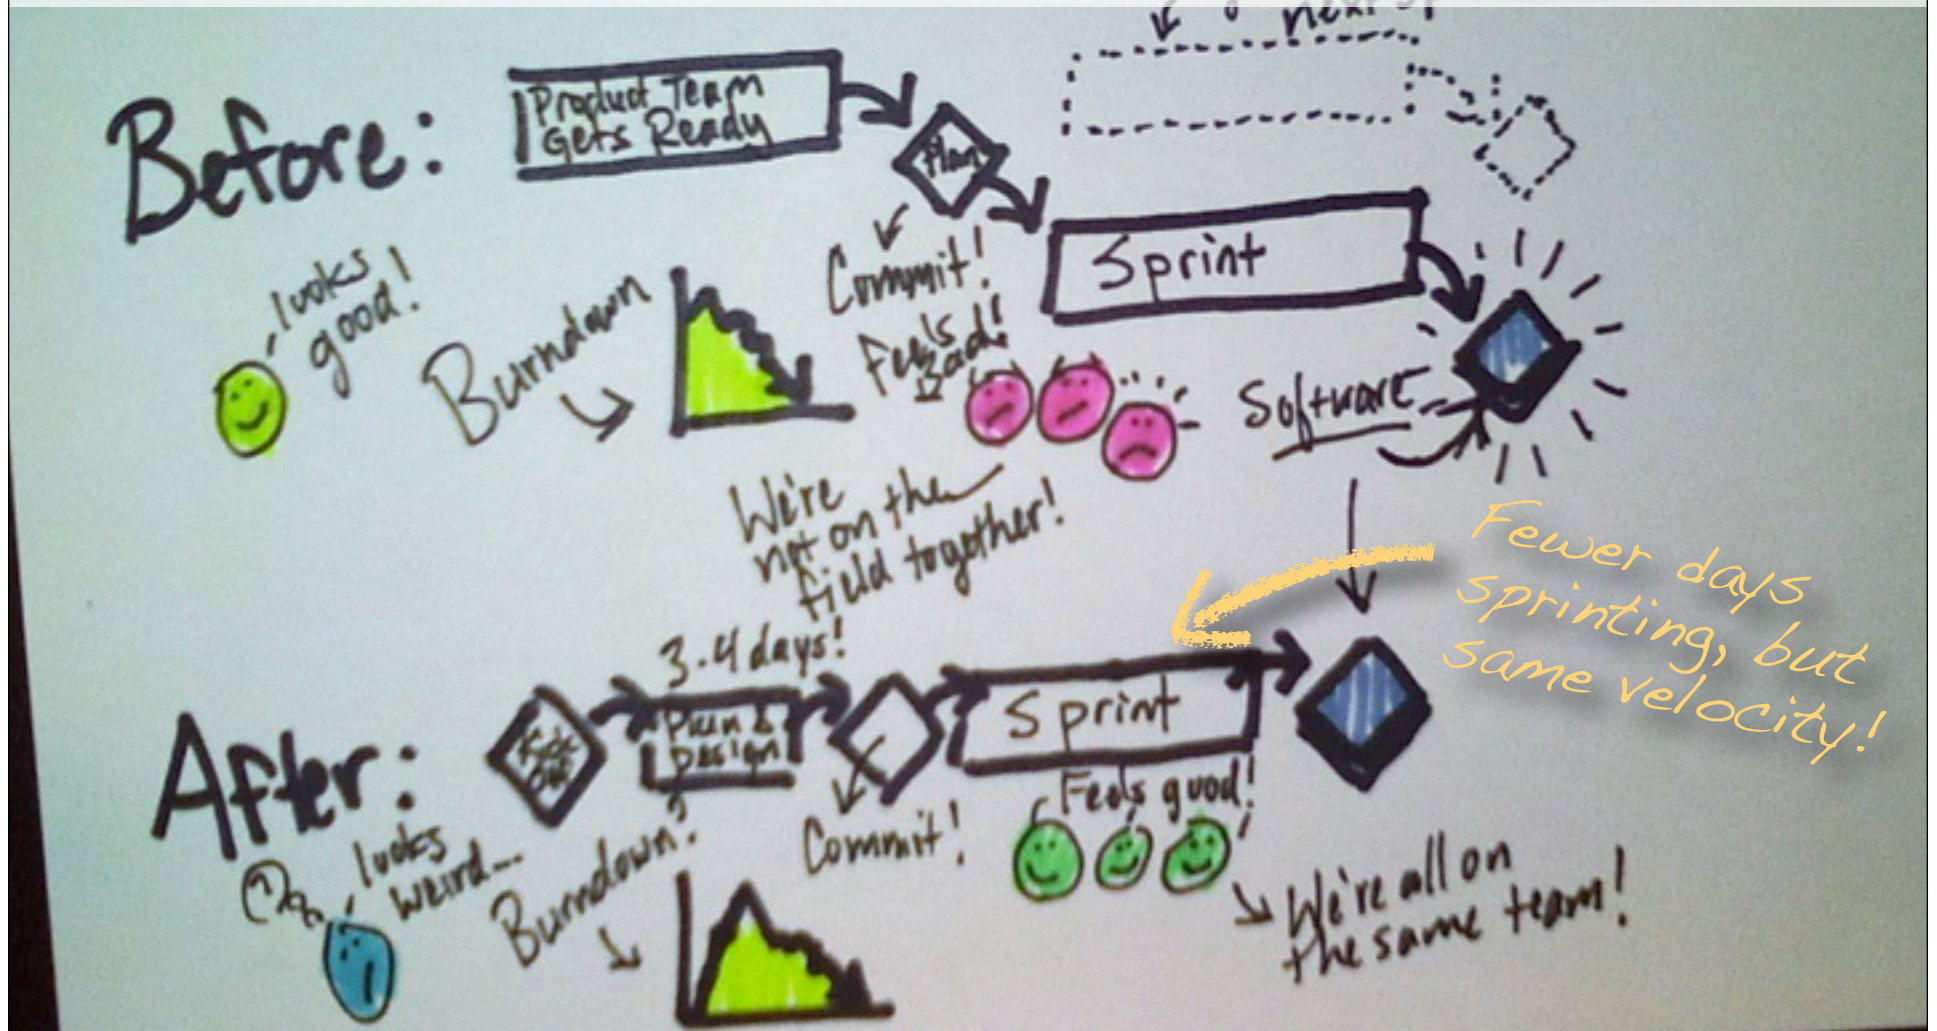 Before:
Product Team
Gets Ready
Plan
Commit!
Feels
Bad!
Sprint
Software
looks
good!
Burndown
We're
not on the
field together!
Fewer days
sprinting, but
same velocity!
After:
Kick
Off
3-4 days!
Plan &
Design
Commit!
Sprint
Feels good!
We're all on
the same team!
?
looks
weird...
Burndown?